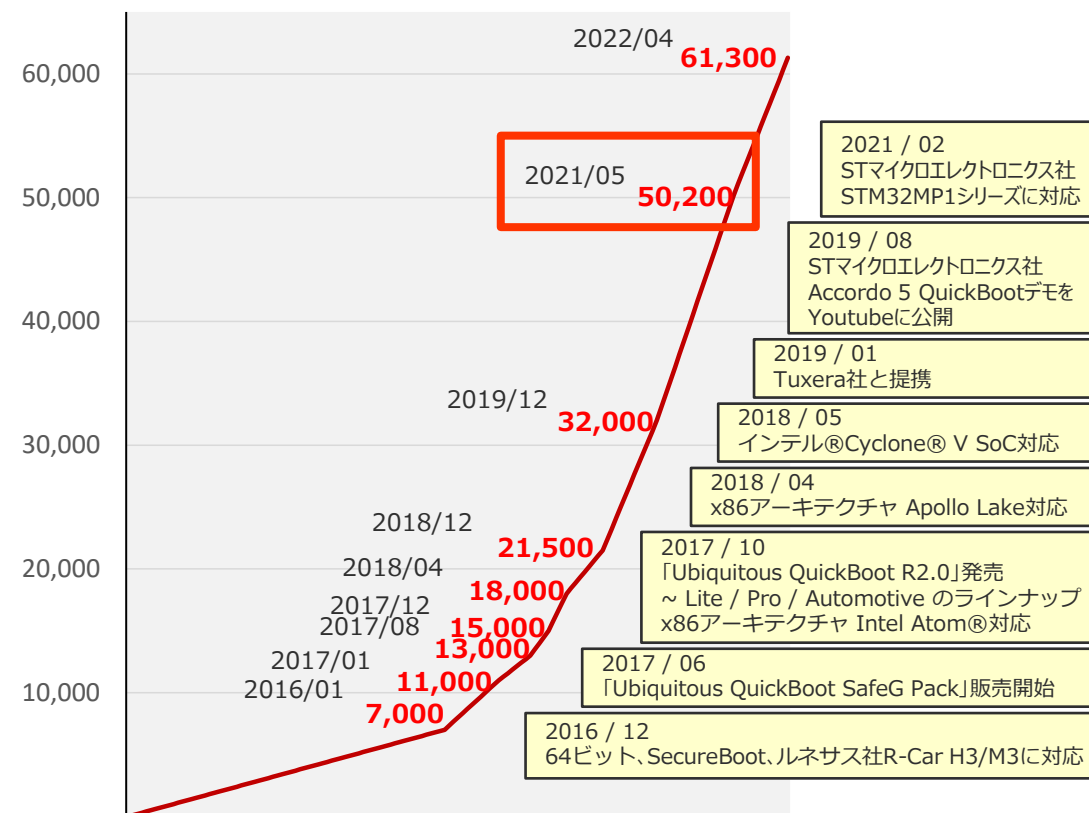 2022/04
61,300
60,000
2021 / 02
STマイクロエレクトロニクス社
STM32MP1シリーズに対応
2021/05
50,200
50,000
2019 / 08
STマイクロエレクトロニクス社
Accordo 5 QuickBootデモを
Youtubeに公開
40,000
2019 / 01
Tuxera社と提携
2019/12
32,000
30,000
2018 / 05
インテル®Cyclone® V SoC対応
2018 / 04
x86アーキテクチャ Apollo Lake対応
2018/12
21,500
20,000
2018/04
18,000
2017 / 10
「Ubiquitous QuickBoot R2.0」発売
~ Lite / Pro / Automotive のラインナップ
x86アーキテクチャ Intel Atom®対応
2017/12
15,000
2017/08
13,000
2017 / 06
「Ubiquitous QuickBoot SafeG Pack」販売開始
2017/01
11,000
10,000
2016/01
7,000
2016 / 12
64ビット、SecureBoot、ルネサス社R-Car H3/M3に対応